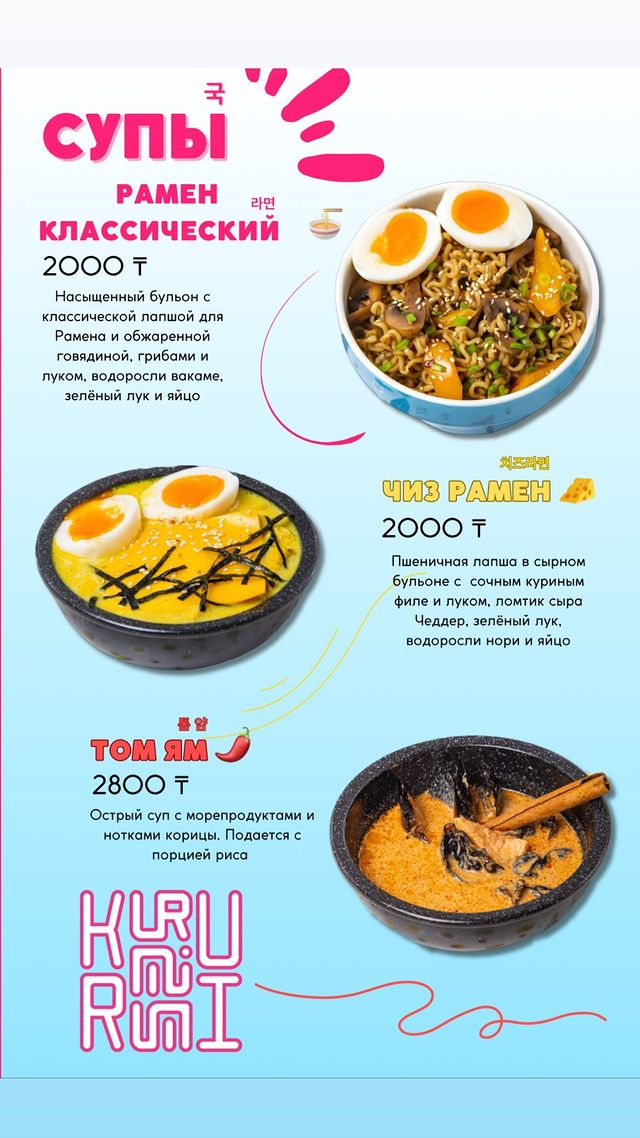 국
СУПЫ
РАМЕН 라면
КЛАССИЧЕСКИЙ
2000 ₸
Насыщенный бульон с
классической лапшой для
Рамена и обжаренной
говядиной, грибами и
луком, водоросли вакаме,
зелёный лук и яйцо
치즈라면
ЧИЗ РАМЕН
2000 ₸
Пшеничная лапша в сырном
бульоне с сочным куриным
филе и луком, ломтик сыра
Чеддер, зелёный лук,
водоросли нори и яйцо
톰 얌
ТОМ ЯМ
2800 ₸
Острый суп с морепродуктами и
нотками корицы. Подается с
порцией риса